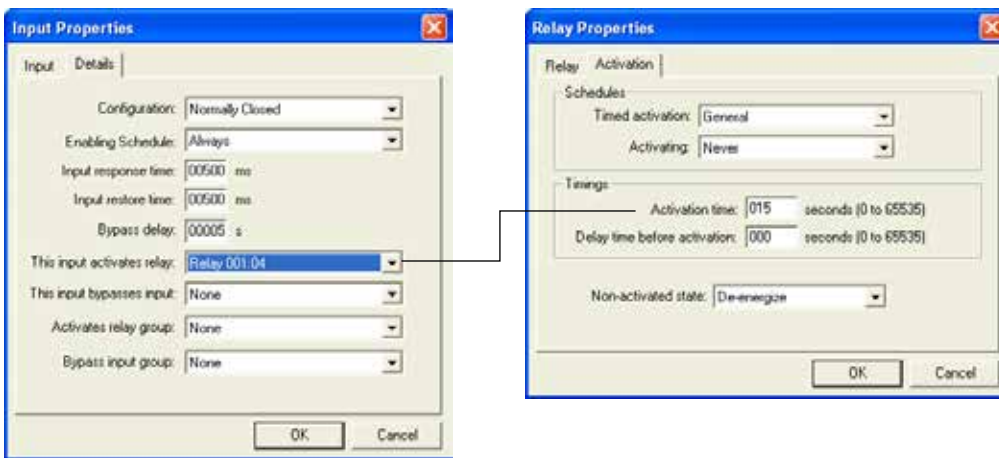 Input Properties
Input Details
Configuration: Normally Closed
Enabling Schedule: Always
Input response time: 00500 ms
Input restore time: 00500 ms
Bypass delay: 00005 s
This input activates relay: Relay 001:04
This input bypasses input: None
Activates relay group: None
Bypass input group: None
OK Cancel
Relay Properties
Relay Activation
Schedules
Timed activation: General
Activating: Never
Timings
Activation time: 015 seconds (0 to 65535)
Delay time before activation: 000 seconds (0 to 65535)
Non-activated state: De-energize
OK Cancel